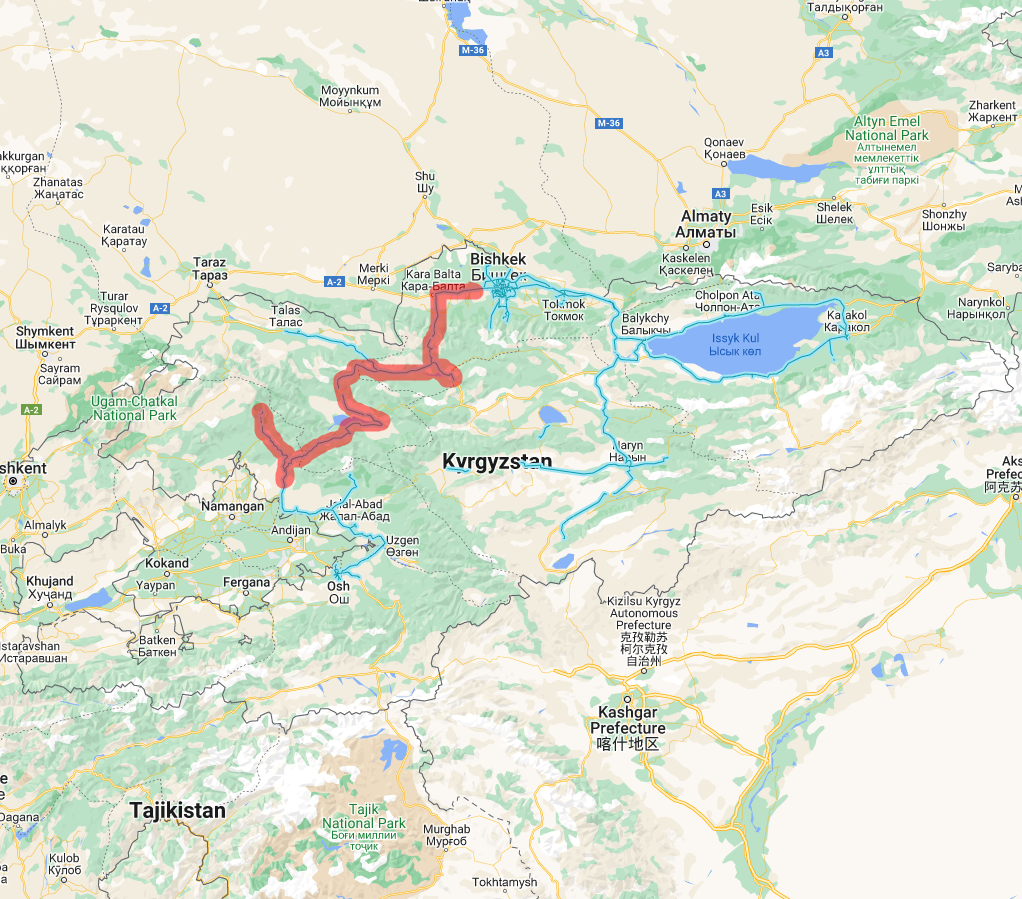 Талдықорған
M-36
A3
Moyynkum
Мойынқұм
Zharkent
Жаркент
Altyn Emel
National Park
Алтынемел
мемлекеттік
ұлттық
табиғи паркі
M-36
Qonaev
Қонаев
akkurgan
ққорған
Zhanatas
Жаңатас
Shu
Шу
A3
Esik
Есік
Shelek
Шелек
Shonzhy
Шонжы
Almaty
Алматы
Karatau
Қаратау
Kaskelen
Қаскелең
Taraz
Тараз
Merki
Меркі
A-2
Kara Balta
Кара-Балта
Bishkek
Бишкек
Saryba
Turar
Rysqulov
Тұраркент
A-2
Talas
Талас
Tokmok
Токмок
Cholpon Ata
Чолпон-Ата
Balykchy
Балыкчы
Karakol
Каракол
Narynkol
Нарынқол
Shymkent
Шымкент
Issyk Kul
Ысык көл
Sayram
Сайрам
Ugam-Chatkal
National Park
A-2
shkent
Naryn
Нарын
Kyrgyzstan
Aks
Prefec
阿克苏
Namangan
Jalal-Abad
Жалал-Абад
Almalyk
Andijan
Uzgen
Өзгөн
Buka
Kokand
Yaypan
Fergana
Khujand
Хуҷанд
Osh
Ош
Batken
Баткен
istaravshan
Истаравшан
Kizilsu Kyrgyz
Autonomous
Prefecture
克孜勒苏
柯尔克孜
自治州
Kashgar
Prefecture
喀什地区
Tajikistan
Tajik
National Park
Боғи миллии
тоҷик
Dagana
Murghab
Мурғоб
Kulob
Кӯлоб
Tokhtamysh